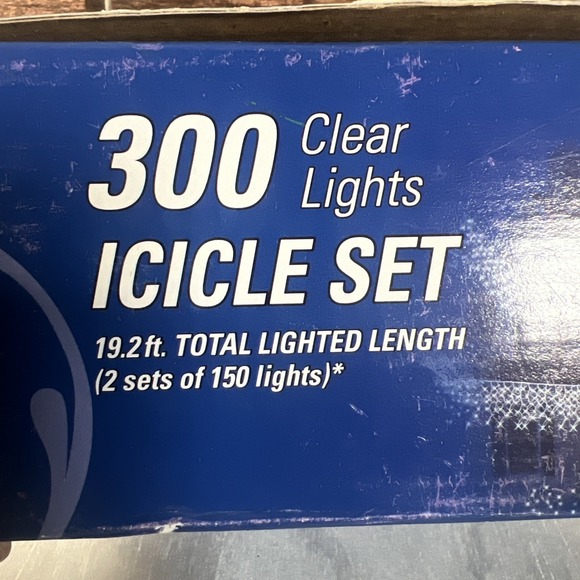 300 Clear
Lights
ICICLE SET
19.2 ft. TOTAL LIGHTED LENGTH
(2 sets of 150 lights)*